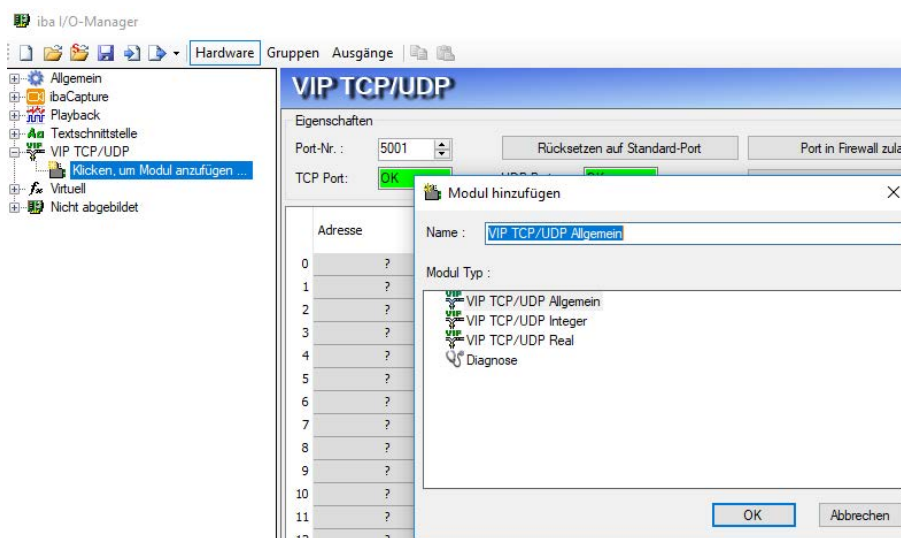 iba I/O-Manager
Hardware Gruppen Ausgänge
Allgemein
ibaCapture
Playback
Textschnittstelle
VIP TCP/UDP
Klicken, um Modul anzufügen ...
Virtuell
Nicht abgebildet
VIP TCP/UDP
Eigenschaften
Port-Nr. : 5001 Rücksetzen auf Standard-Port Port in Firewall
TCP Port: OK
Adresse
0 ?
1 ?
2 ?
3 ?
4 ?
5 ?
6 ?
7 ?
8 ?
9 ?
10 ?
11 ?
Modul hinzufügen
Name : VIP TCP/UDP Allgemein
Modul Typ :
VIP TCP/UDP Allgemein
VIP TCP/UDP Integer
VIP TCP/UDP Real
Diagnose
OK Abbrechen